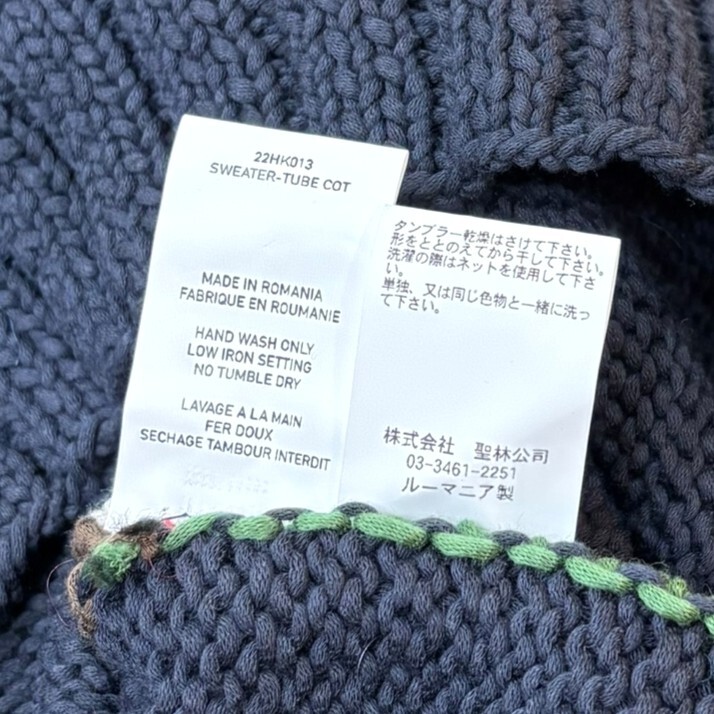 22HK013
SWEATER-TUBE COT
MADE IN ROMANIA
FABRIQUE EN ROUMANIE
HAND WASH ONLY
LOW IRON SETTING
NO TUMBLE DRY
LAVAGE A LA MAIN
FER DOUX
SECHAGE TAMBOUR INTERDIT
タンブラー乾燥はさけて下さい。
形をととのえてから干して下さい。
洗濯の際はネットを使用して下さ
い。
単独、又は同じ色物と一緒に洗っ
て下さい。
株式会社 聖林公司
03-3461-2251
ルーマニア製